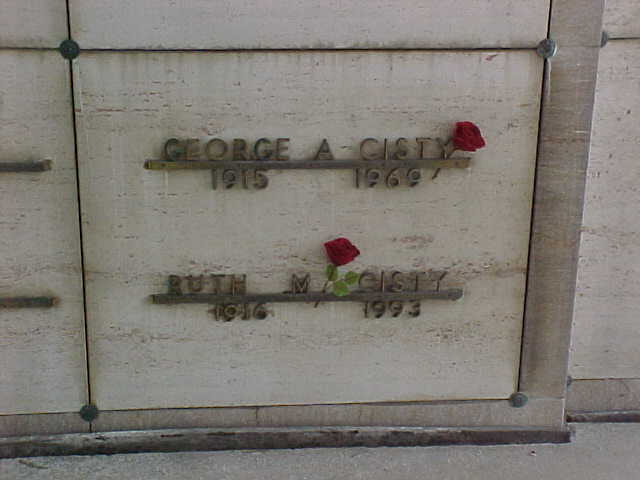 GEORGE A CISTY
1915 1969
RUTH M CISTY
1916 1993